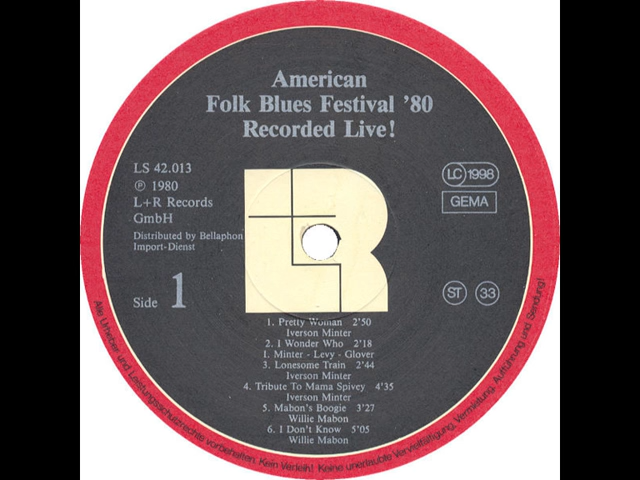 American
Folk Blues Festival '80
Recorded Live!
LS 42.013
℗ 1980
L+R Records
GmbH
Distributed by Bellaphon
Import-Dienst
LC 1998
GEMA
Side 1
ST 33
LR
1. Pretty Woman 2'50
Iverson Minter
2. I Wonder Who 2'18
I. Minter - Levy - Glover
3. Lonesome Train 2'44
Iverson Minter
4. Tribute To Mama Spivey 4'35
Iverson Minter
5. Mabon's Boogie 3'27
Willie Mabon
6. I Don't Know 5'05
Willie Mabon
Alle Urheber und Leistungsschutzrechte vorbehalten. Kein Verleih! Keine unerlaubte Vervielfältigung, Vermietung, Aufführung und Sendung!